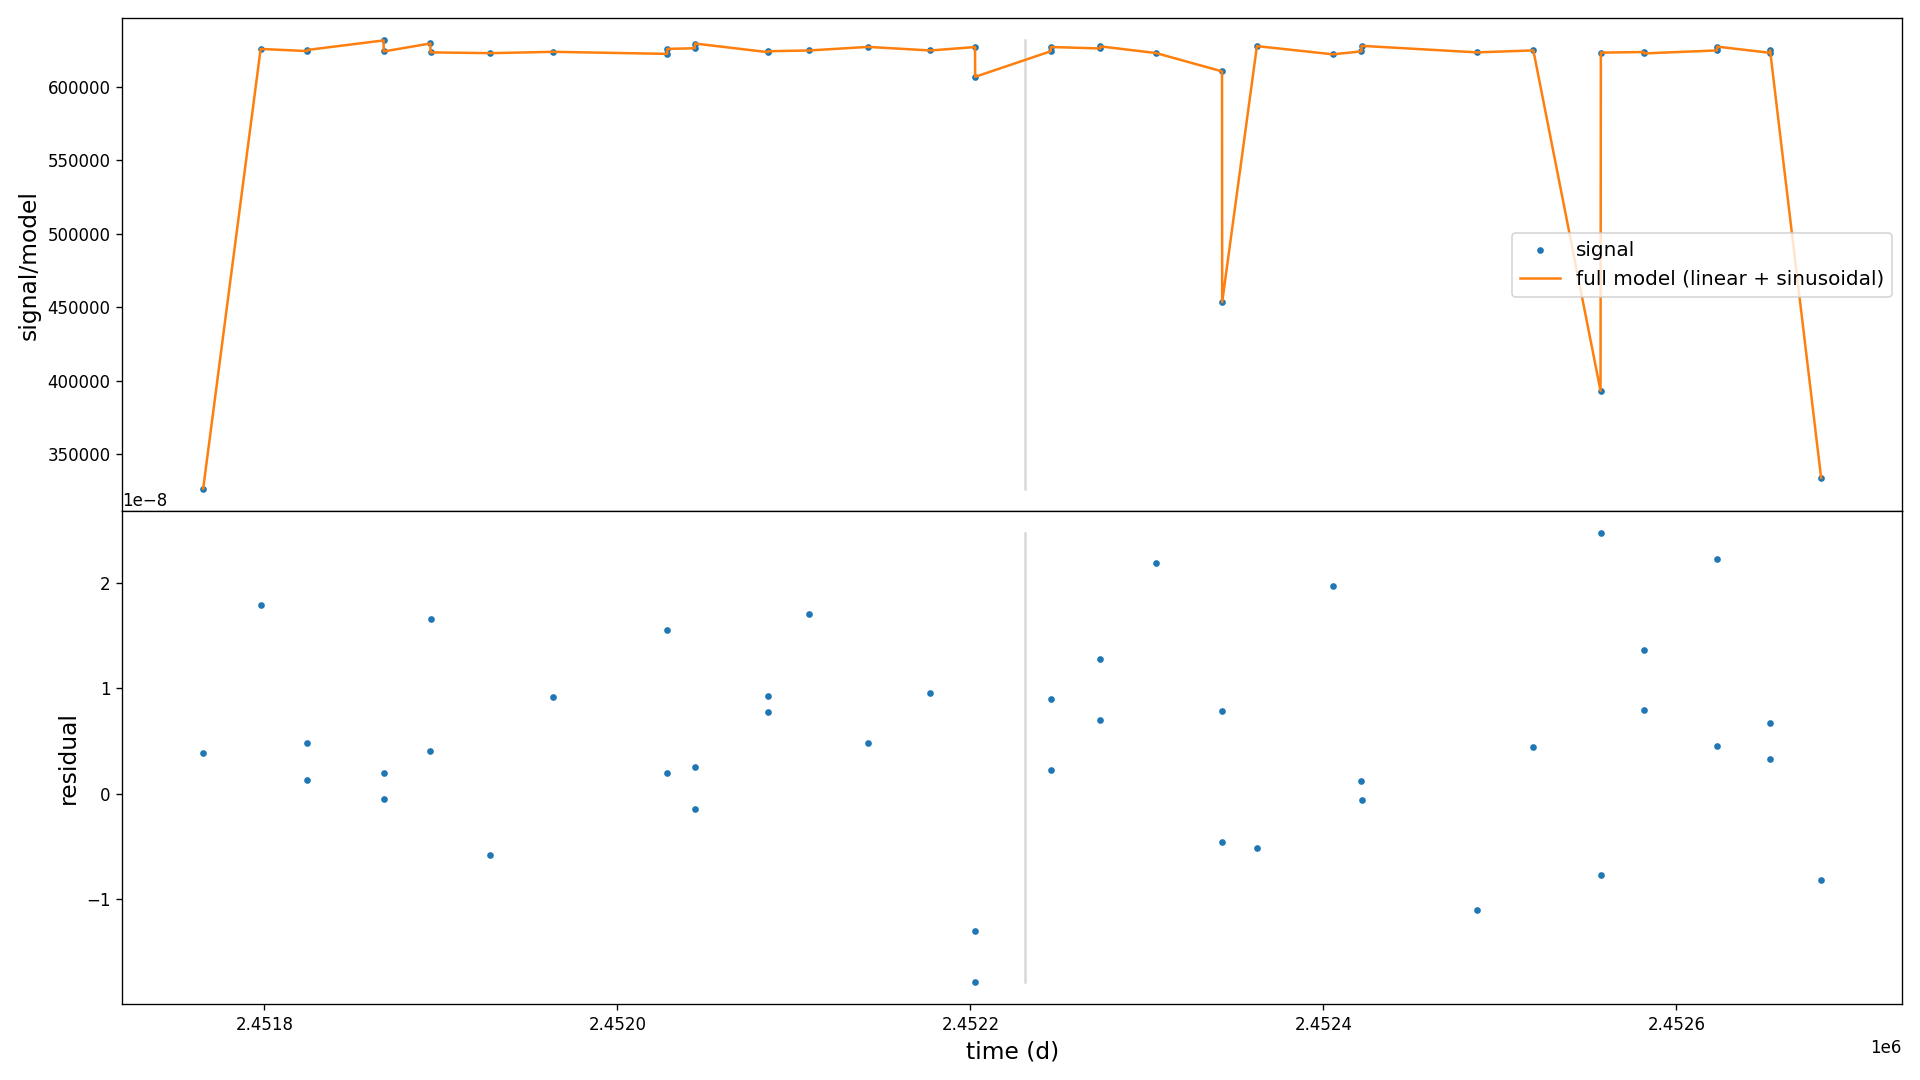 600000
550000
500000
450000
400000
350000
signal/model
signal
full model (linear + sinusoidal)
1e−8
2
1
0
−1
residual
2.4518
2.4520
2.4522
2.4524
2.4526
1e6
time (d)